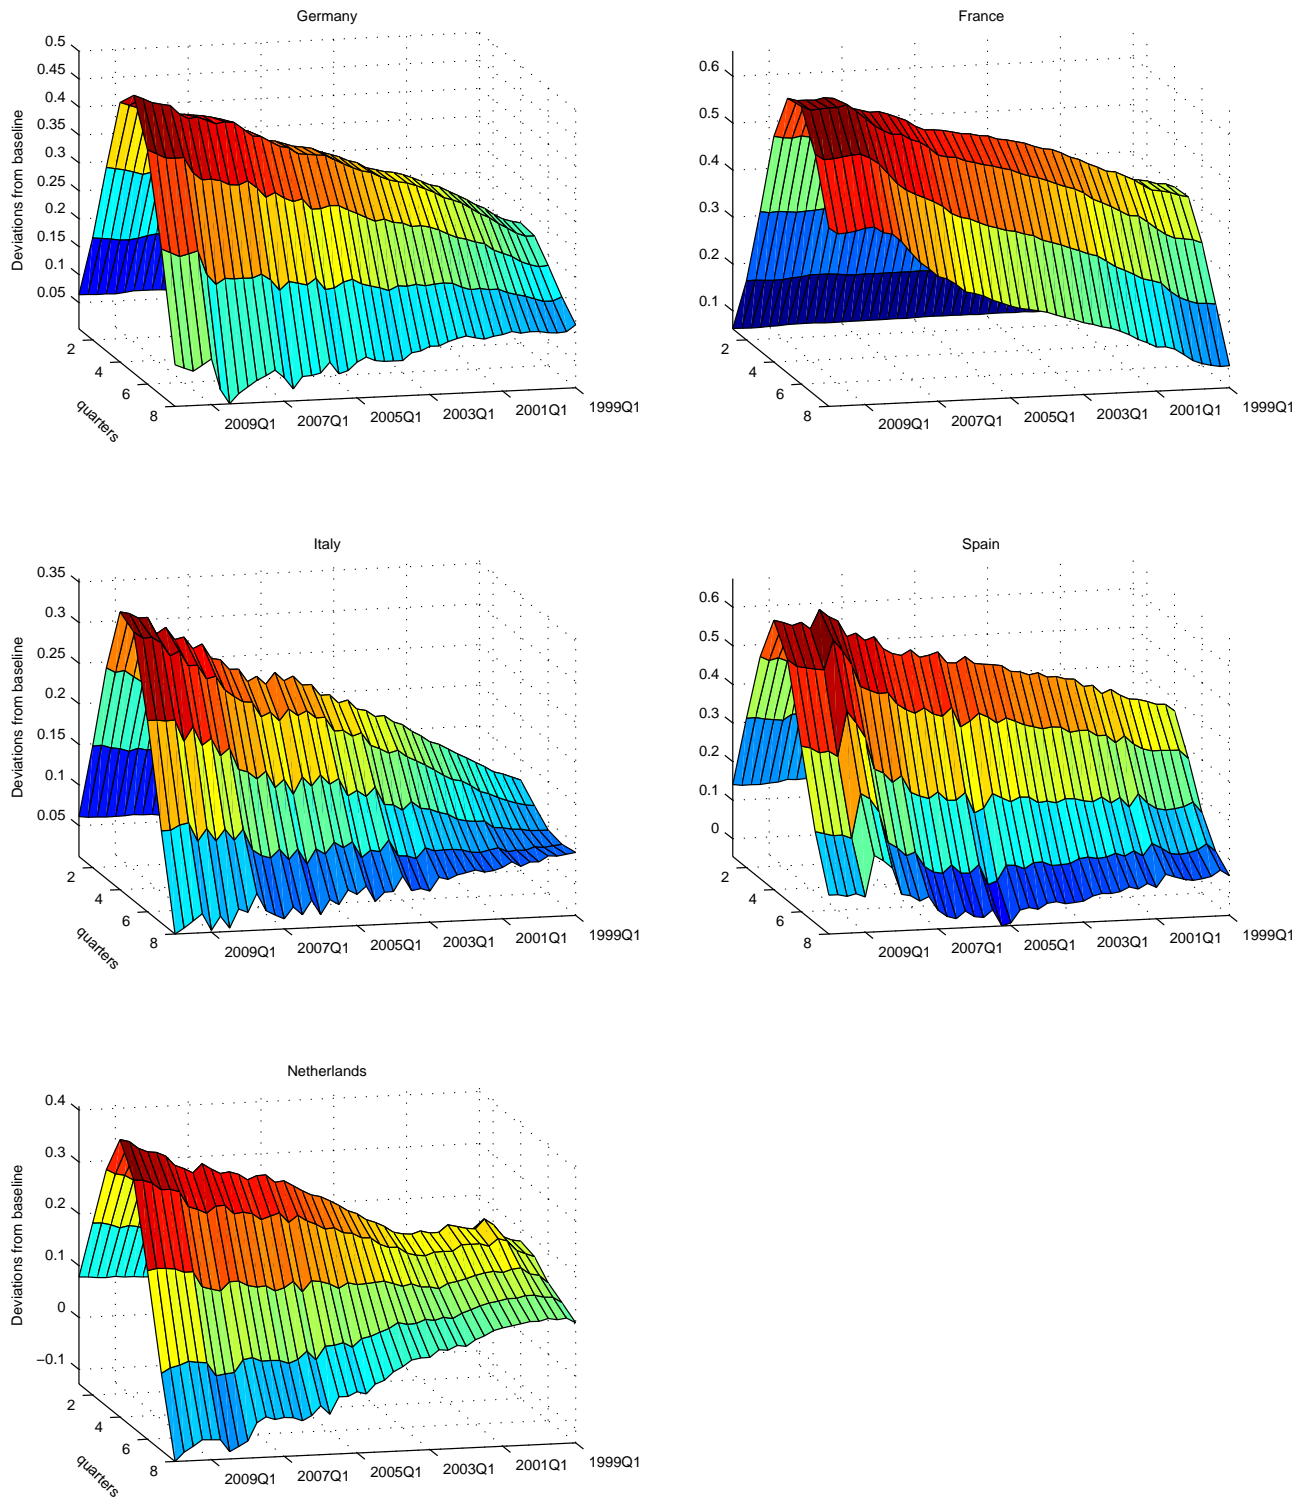 Germany
0.5
0.45
0.4
0.35
0.3
0.25
0.2
0.15
0.1
0.05
Deviations from baseline
2
4
6
8
quarters
2009Q1
2007Q1
2005Q1
2003Q1
2001Q1
1999Q1
France
0.6
0.5
0.4
0.3
0.2
0.1
2
4
6
8
2009Q1
2007Q1
2005Q1
2003Q1
2001Q1
1999Q1
Italy
0.35
0.3
0.25
0.2
0.15
0.1
0.05
Deviations from baseline
2
4
6
8
quarters
2009Q1
2007Q1
2005Q1
2003Q1
2001Q1
1999Q1
Spain
0.6
0.5
0.4
0.3
0.2
0.1
0
2
4
6
8
2009Q1
2007Q1
2005Q1
2003Q1
2001Q1
1999Q1
Netherlands
0.4
0.3
0.2
0.1
0
−0.1
Deviations from baseline
2
4
6
8
quarters
2009Q1
2007Q1
2005Q1
2003Q1
2001Q1
1999Q1